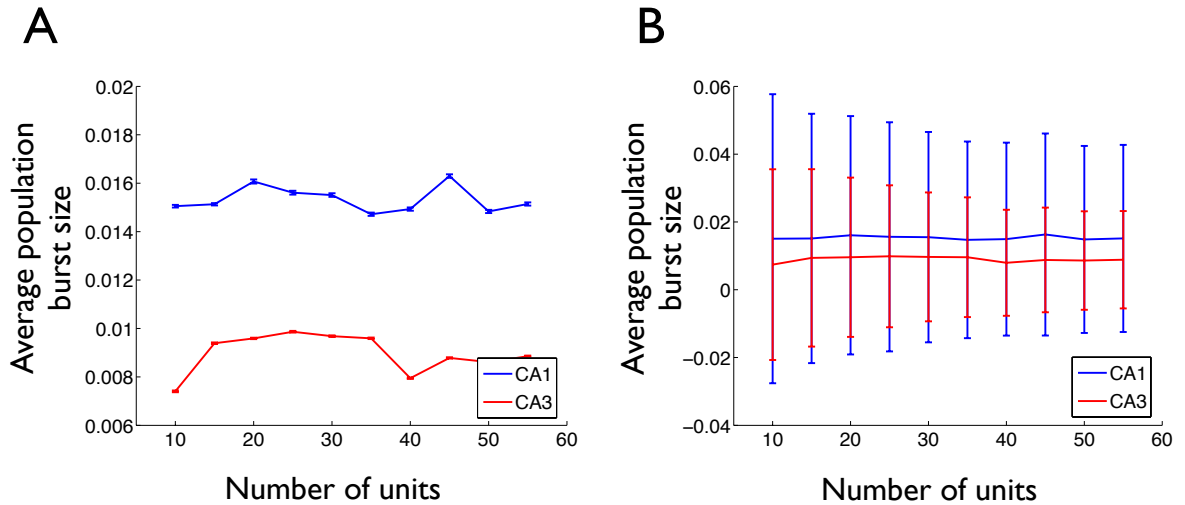 A
Average population
burst size
0.02
0.018
0.016
0.014
0.012
0.01
0.008
0.006
10
20
30
40
50
60
CA1
CA3
Number of units
B
Average population
burst size
0.06
0.04
0.02
0
−0.02
−0.04
10
20
30
40
50
60
CA1
CA3
Number of units